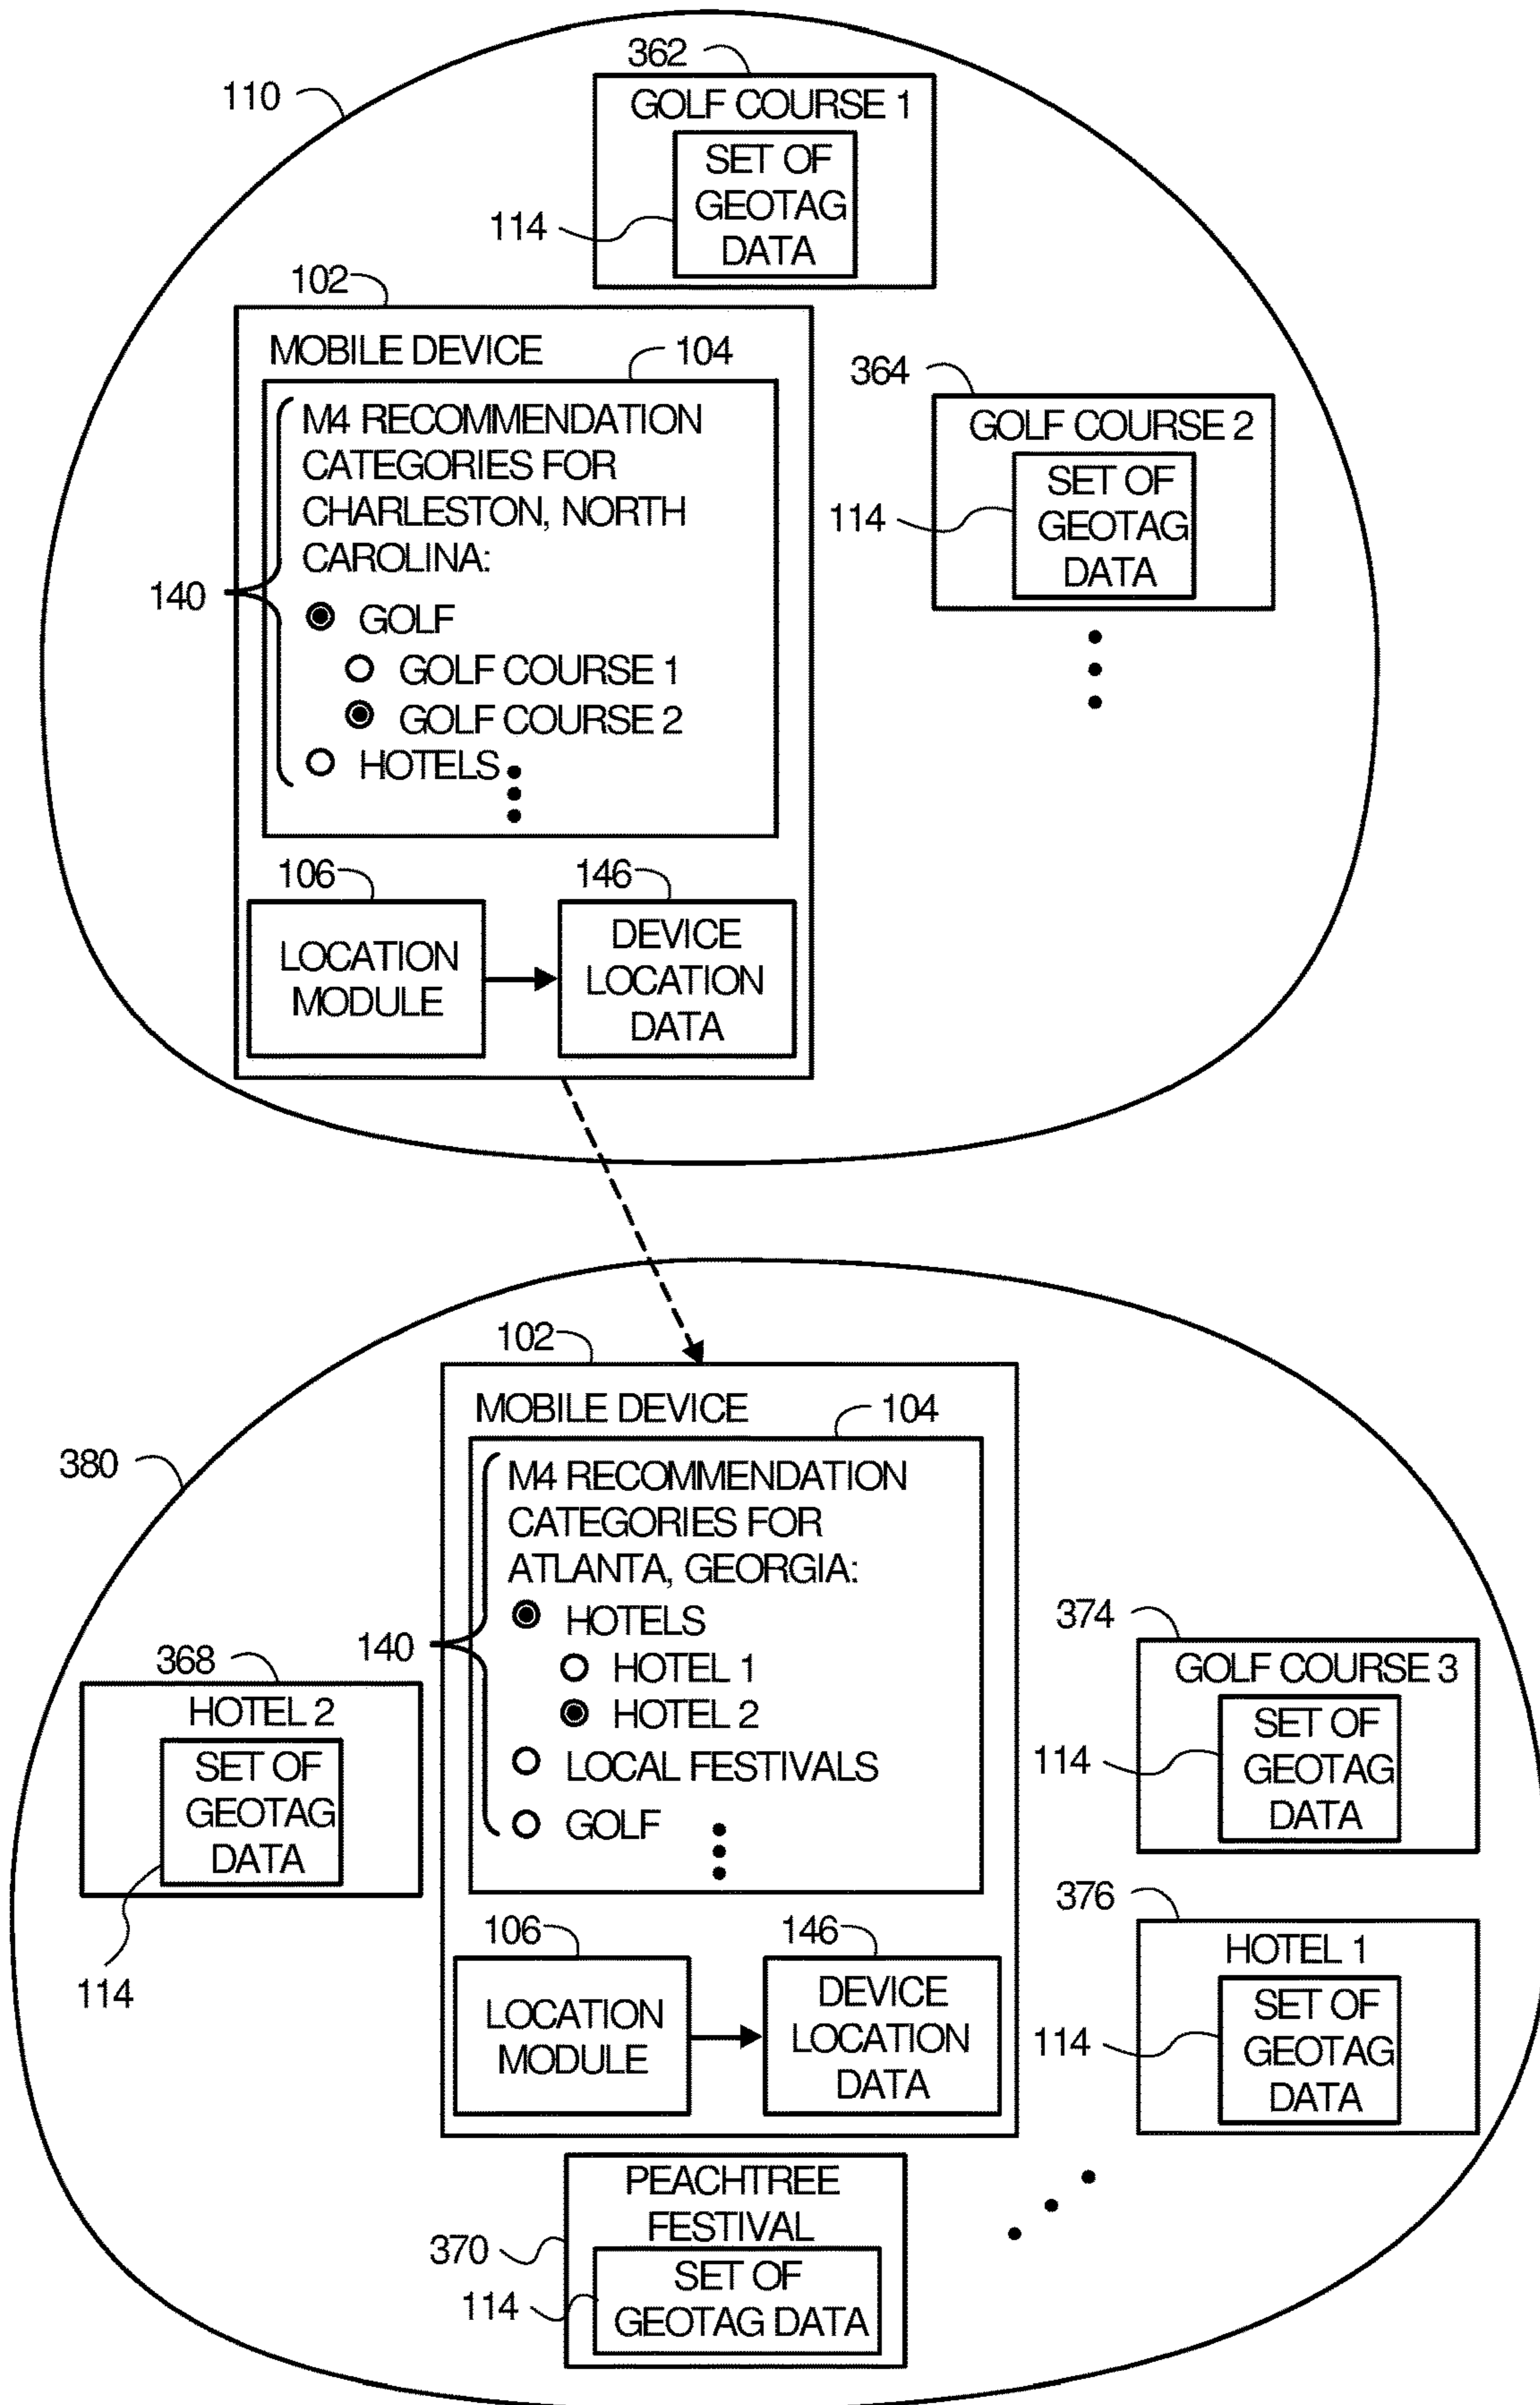 362
110
GOLF COURSE 1
SET OF
GEOTAG
DATA
114
102
MOBILE DEVICE
104
364
GOLF COURSE 2
SET OF
GEOTAG
DATA
114
M4 RECOMMENDATION
CATEGORIES FOR
CHARLESTON, NORTH
CAROLINA:
140
GOLF
GOLF COURSE 1
GOLF COURSE 2
HOTELS
106
146
LOCATION
MODULE
DEVICE
LOCATION
DATA
102
MOBILE DEVICE
104
380
M4 RECOMMENDATION
CATEGORIES FOR
ATLANTA, GEORGIA:
140
HOTELS
HOTEL 1
HOTEL 2
LOCAL FESTIVALS
GOLF
368
HOTEL 2
SET OF
GEOTAG
DATA
114
374
GOLF COURSE 3
SET OF
GEOTAG
DATA
114
376
HOTEL 1
SET OF
GEOTAG
DATA
114
106
146
LOCATION
MODULE
DEVICE
LOCATION
DATA
PEACHTREE
FESTIVAL
370
SET OF
GEOTAG DATA
114